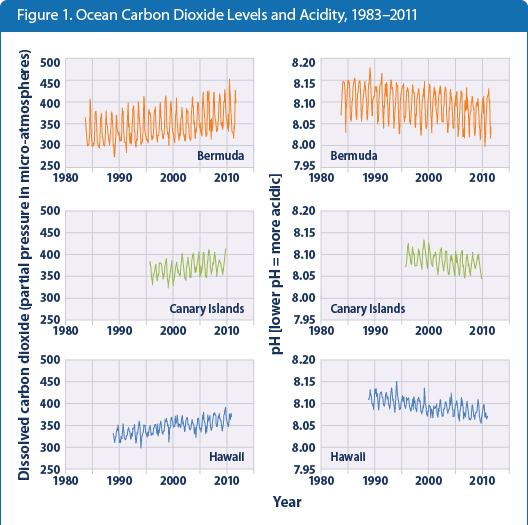 Figure 1. Ocean Carbon Dioxide Levels and Acidity, 1983–2011
Dissolved carbon dioxide (partial pressure in micro-atmospheres)
500
450
400
350
300
250
Bermuda
1980 1990 2000 2010
500
450
400
350
300
250
Canary Islands
1980 1990 2000 2010
500
450
400
350
300
250
Hawaii
1980 1990 2000 2010
pH [lower pH = more acidic]
8.20
8.15
8.10
8.05
8.00
7.95
Bermuda
1980 1990 2000 2010
8.20
8.15
8.10
8.05
8.00
7.95
Canary Islands
1980 1990 2000 2010
8.20
8.15
8.10
8.05
8.00
7.95
Hawaii
1980 1990 2000 2010
Year